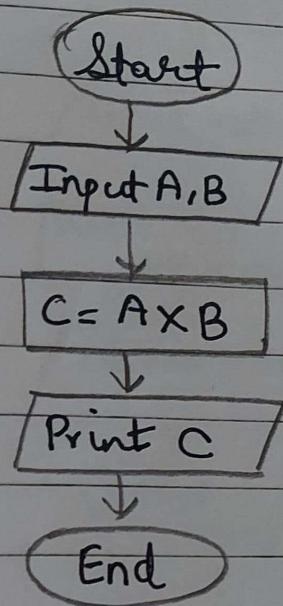 Start
Input A, B
C = A X B
Print C
End